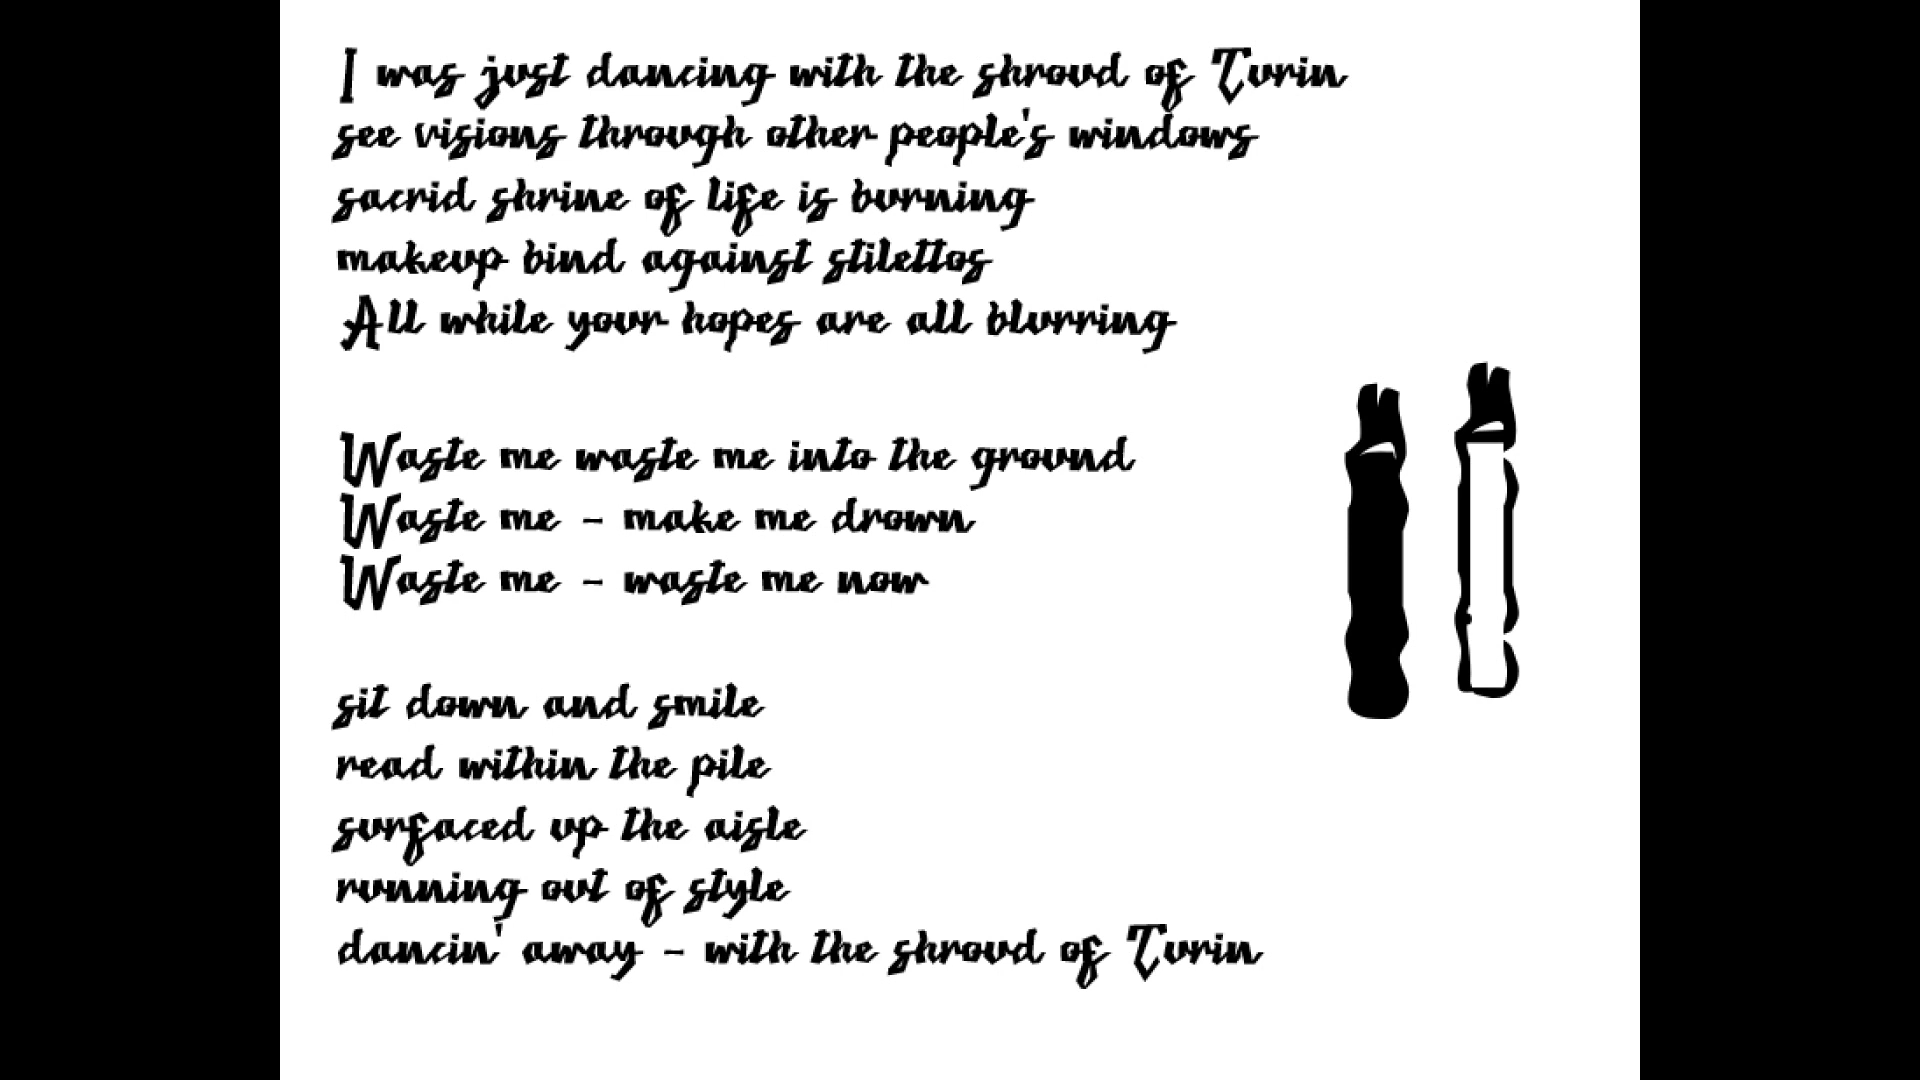 I was just dancing with the shroud of Turin
see visions through other people's windows
sacrid shrine of life is burning
makeup bind against stilettos
All while your hopes are all blurring
Waste me waste me into the ground
Waste me - make me drown
Waste me - waste me now
sit down and smile
read within the pile
surfaced up the aisle
running out of style
dancin' away - with the shroud of Turin